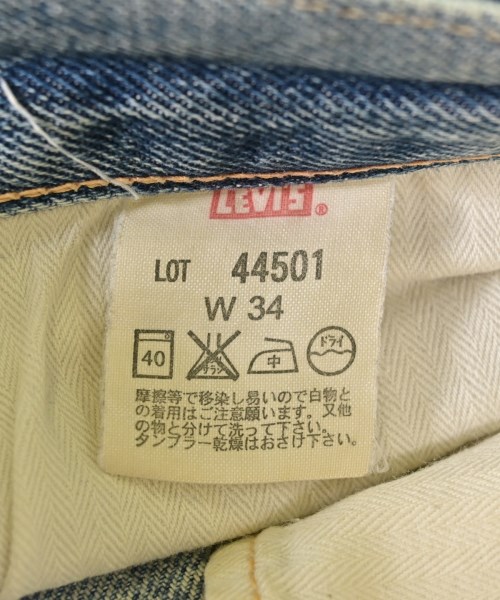 LEVI'S®
LOT 44501
W 34
40 サラシ 中 ドライ
摩擦等で移染し易いので白物と
の着用はご注意願います。又他
の物と分けて洗って下さい。
タンブラー乾燥はおさけ下さい。